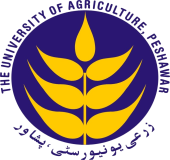 THE UNIVERSITY OF AGRICULTURE, PESHAWAR
زرعی یونیورسٹی، پشاور